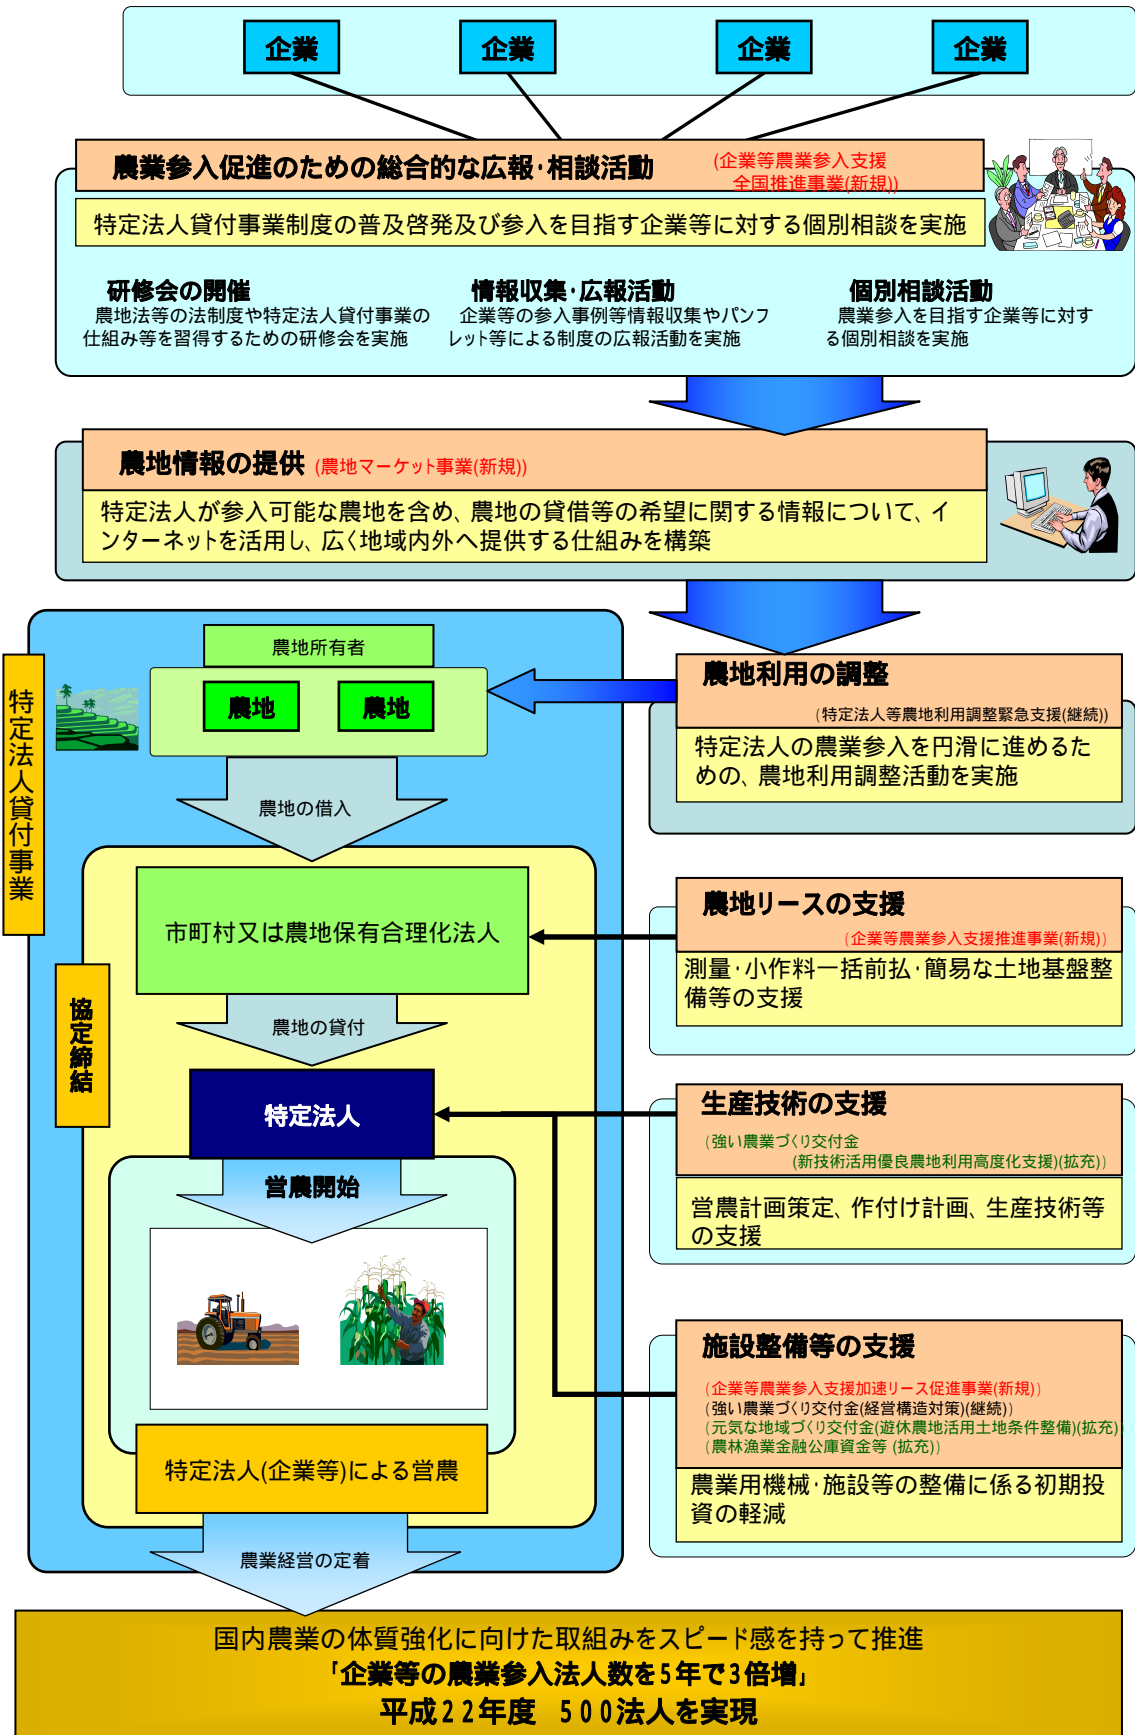 企業
企業
企業
企業
農業参入促進のための総合的な広報・相談活動
(企業等農業参入支援
全国推進事業(新規))
特定法人貸付事業制度の普及啓発及び参入を目指す企業等に対する個別相談を実施
研修会の開催
農地法等の法制度や特定法人貸付事業の
仕組み等を習得するための研修会を実施
情報収集・広報活動
企業等の参入事例等情報収集やパンフ
レット等による制度の広報活動を実施
個別相談活動
農業参入を目指す企業等に対す
る個別相談を実施
農地情報の提供 (農地マーケット事業(新規))
特定法人が参入可能な農地を含め、農地の貸借等の希望に関する情報について、イ
ンターネットを活用し、広く地域内外へ提供する仕組みを構築
特定法人貸付事業
農地所有者
農地
農地
農地の借入
農地利用の調整
(特定法人等農地利用調整緊急支援(継続))
特定法人の農業参入を円滑に進めるた
めの、農地利用調整活動を実施
市町村又は農地保有合理化法人
農地リースの支援
(企業等農業参入支援推進事業(新規))
測量・小作料一括前払・簡易な土地基盤整
備等の支援
協定締結
農地の貸付
特定法人
生産技術の支援
(強い農業づくり交付金
(新技術活用優良農地利用高度化支援)(拡充))
営農計画策定、作付け計画、生産技術等
の支援
営農開始
施設整備等の支援
(企業等農業参入支援加速リース促進事業(新規))
(強い農業づくり交付金(経営構造対策)(継続))
(元気な地域づくり交付金(遊休農地活用土地条件整備)(拡充)
(農林漁業金融公庫資金等 (拡充))
農業用機械・施設等の整備に係る初期投
資の軽減
特定法人(企業等)による営農
農業経営の定着
国内農業の体質強化に向けた取組みをスピード感を持って推進
「企業等の農業参入法人数を5年で3倍増」
平成22年度 500法人を実現